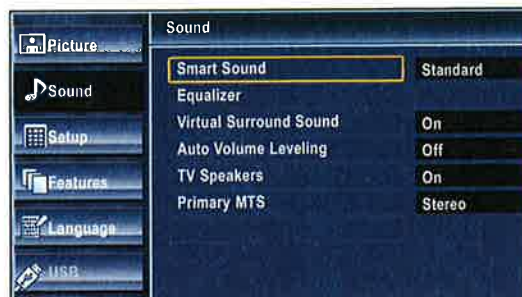 Picture
Sound
Setup
Features
Language
USB
Sound
Smart Sound Standard
Equalizer
Virtual Surround Sound On
Auto Volume Leveling Off
TV Speakers On
Primary MTS Stereo